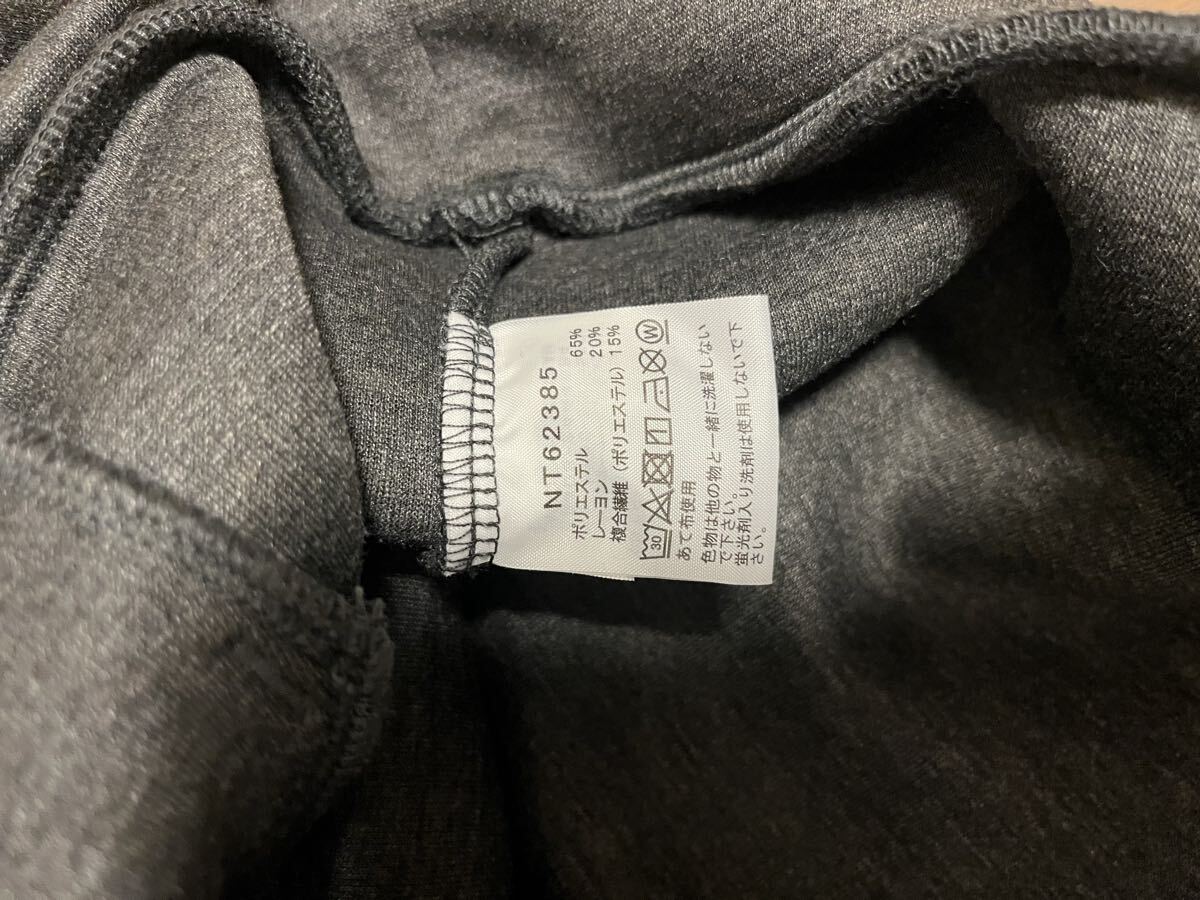 NT62385
ポリエステル 65%
レーヨン 20%
複合繊維（ポリエステル）15%
30 W
あて布使用
色物は他の物と一緒に洗濯しない
で下さい。
蛍光剤入り洗剤は使用しないで下
さい。